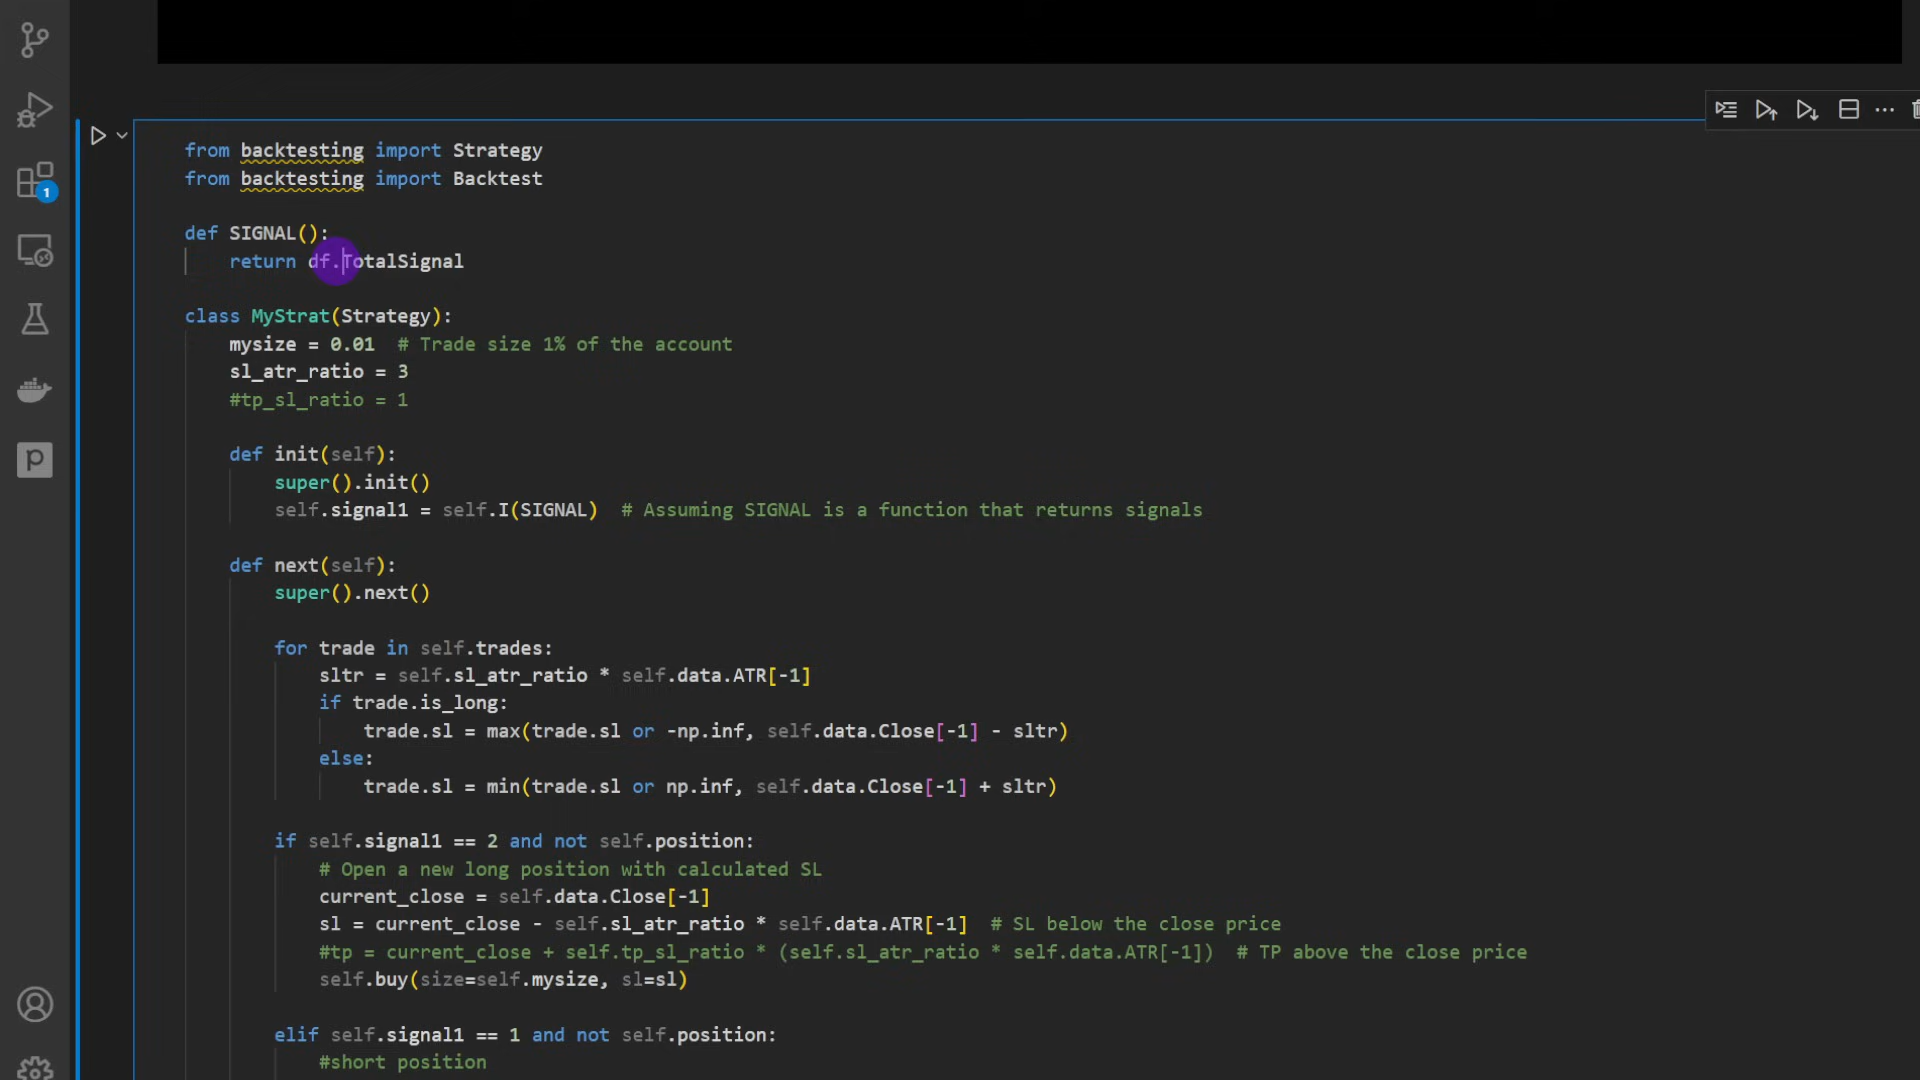 1
from backtesting import Strategy
from backtesting import Backtest
def SIGNAL():
return df.TotalSignal
class MyStrat(Strategy):
mysize = 0.01  # Trade size 1% of the account
sl_atr_ratio = 3
#tp_sl_ratio = 1
def init(self):
super().init()
self.signal1 = self.I(SIGNAL)  # Assuming SIGNAL is a function that returns signals
def next(self):
super().next()
for trade in self.trades:
sltr = self.sl_atr_ratio * self.data.ATR[-1]
if trade.is_long:
trade.sl = max(trade.sl or -np.inf, self.data.Close[-1] - sltr)
else:
trade.sl = min(trade.sl or np.inf, self.data.Close[-1] + sltr)
if self.signal1 == 2 and not self.position:
# Open a new long position with calculated SL
current_close = self.data.Close[-1]
sl = current_close - self.sl_atr_ratio * self.data.ATR[-1]  # SL below the close price
#tp = current_close + self.tp_sl_ratio * (self.sl_atr_ratio * self.data.ATR[-1])  # TP above the close price
self.buy(size=self.mysize, sl=sl)
elif self.signal1 == 1 and not self.position:
#short position